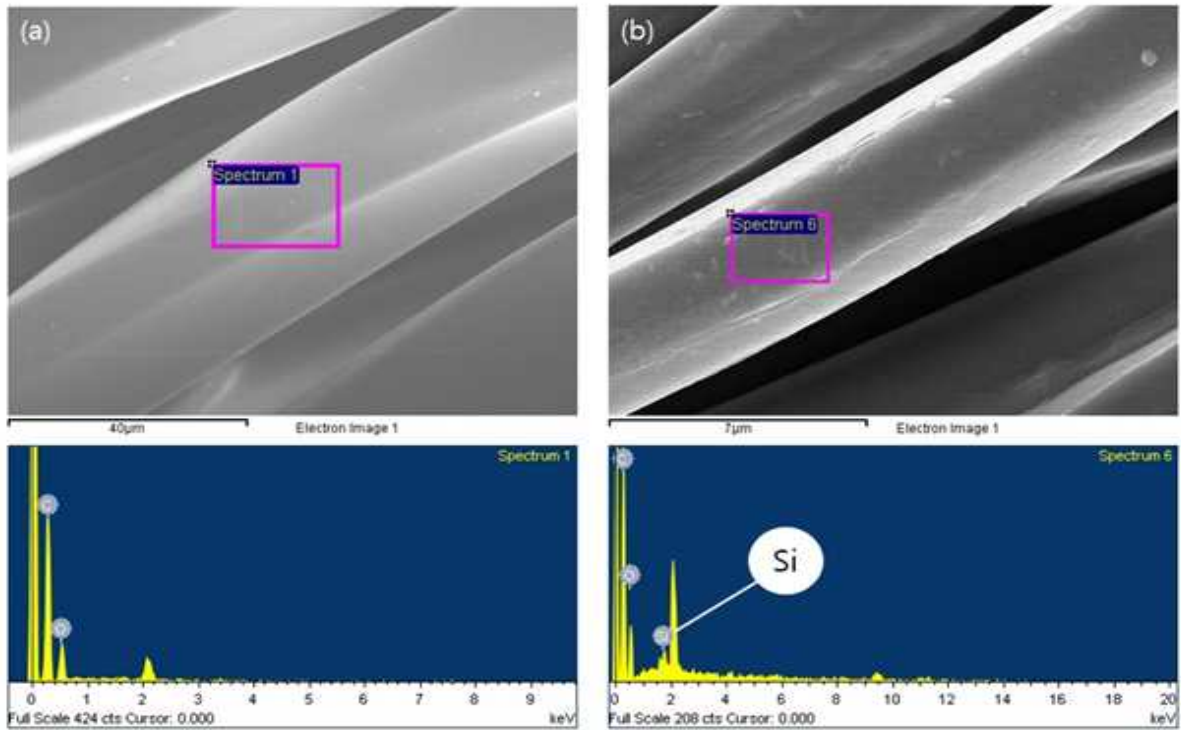 (a)
Spectrum 1
40µm
Electron Image 1
(b)
Spectrum 6
7µm
Electron Image 1
Spectrum 1
C
O
0 1 2 3 4 5 6 7 8 9
Full Scale 424 cts Cursor: 0.000
keV
Spectrum 6
C
O
Si
Si
0 2 4 6 8 10 12 14 16 18 20
Full Scale 208 cts Cursor: 0.000
keV